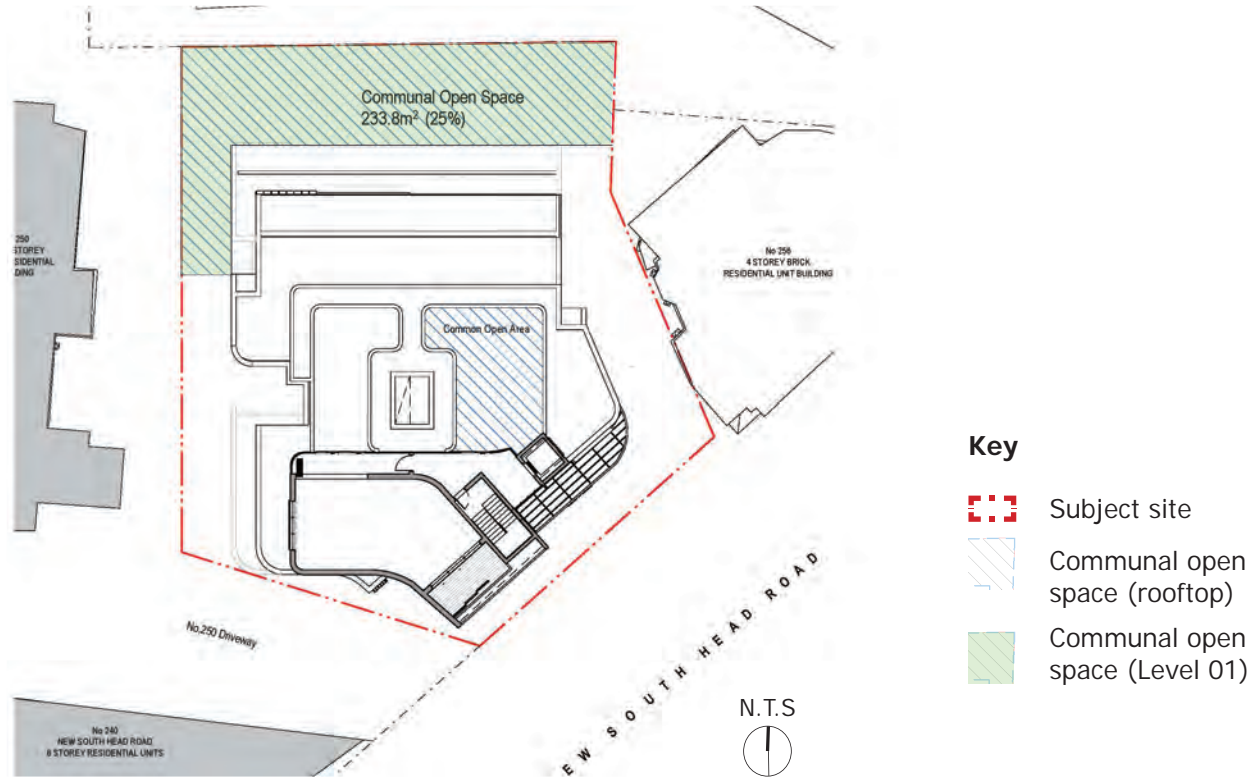 Communal Open Space
233.8m² (25%)
250
STOREY
No 256
4 STOREY BRICK
RESIDENTIAL UNIT BUILDING
Common Open Area
No.250 Driveway
EW SOUTH HEAD ROAD
No 240
NEW SOUTH HEAD ROAD
8 STOREY RESIDENTIAL UNITS
N.T.S
Key
Subject site
Communal open
space (rooftop)
Communal open
space (Level 01)